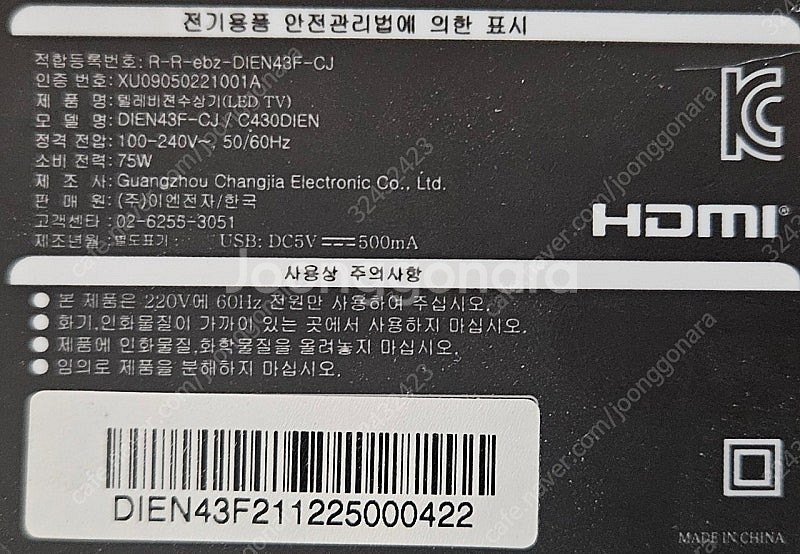 전기용품 안전관리법에 의한 표시
적합등록번호: R-R-ebz-DIEN43F-CJ
인증 번호: XU09050221001A
제 품 명: 텔레비젼수상기(LED TV)
모 델 명: DIEN43F-CJ / C430DIEN
정격 전압: 100-240V~, 50/60Hz
소비 전력: 75W
제 조 사: Guangzhou Changjia Electronic Co., Ltd.
판 매 원: (주)이엔전자/한국
고객센타 : 02-6255-3051
제조년월 : 별도표기 : USB: DC5V 500mA
HDMI
사용상 주의사항
Joonggonara
● 본 제품은 220V에 60Hz 전원만 사용하여 주십시오.
● 화기,인화물질이 가까이 있는 곳에서 사용하지 마십시오.
● 제품에 인화물질,화학물질을 올려놓지 마십시오.
● 임의로 제품을 분해하지 마십시오.
DIEN43F211225000422
MADE IN CHINA
cafe.naver.com/joonggonara
32432423